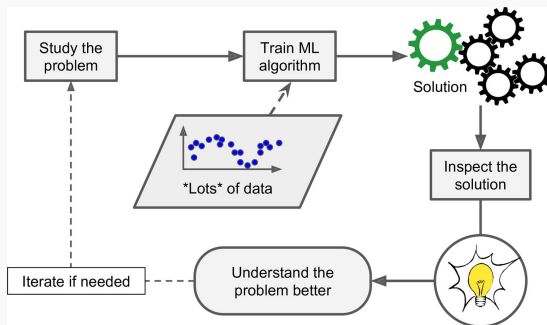 Study the
problem
Train ML
algorithm
Solution
*Lots* of data
Inspect the
solution
Understand the
problem better
Iterate if needed